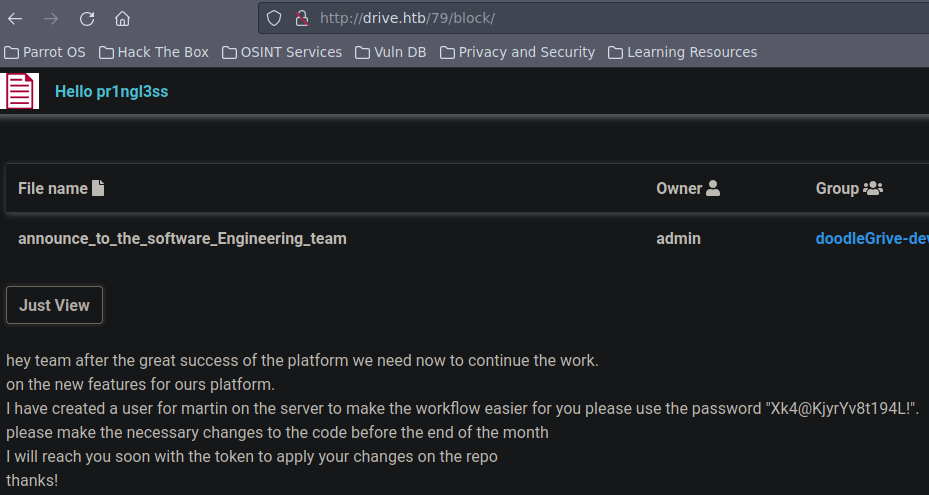 http://drive.htb/79/block/
Parrot OS Hack The Box OSINT Services Vuln DB Privacy and Security Learning Resources
Hello pr1ngl3ss
File name Owner Group
announce_to_the_software_Engineering_team admin doodleGrive-dev
Just View
hey team after the great success of the platform we need now to continue the work.
on the new features for ours platform.
I have created a user for martin on the server to make the workflow easier for you please use the password "Xk4@KjyrYv8t194L!".
please make the necessary changes to the code before the end of the month
I will reach you soon with the token to apply your changes on the repo
thanks!